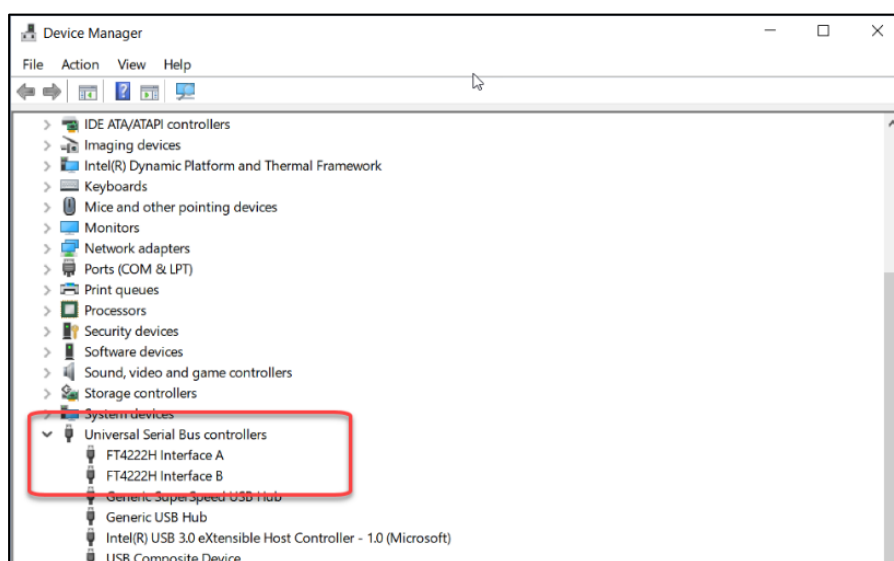 Device Manager
File Action View Help
IDE ATA/ATAPI controllers
Imaging devices
Intel(R) Dynamic Platform and Thermal Framework
Keyboards
Mice and other pointing devices
Monitors
Network adapters
Ports (COM & LPT)
Print queues
Processors
Security devices
Software devices
Sound, video and game controllers
Storage controllers
System devices
Universal Serial Bus controllers
FT4222H Interface A
FT4222H Interface B
Generic SuperSpeed USB Hub
Generic USB Hub
Intel(R) USB 3.0 eXtensible Host Controller - 1.0 (Microsoft)
USB Composite Device